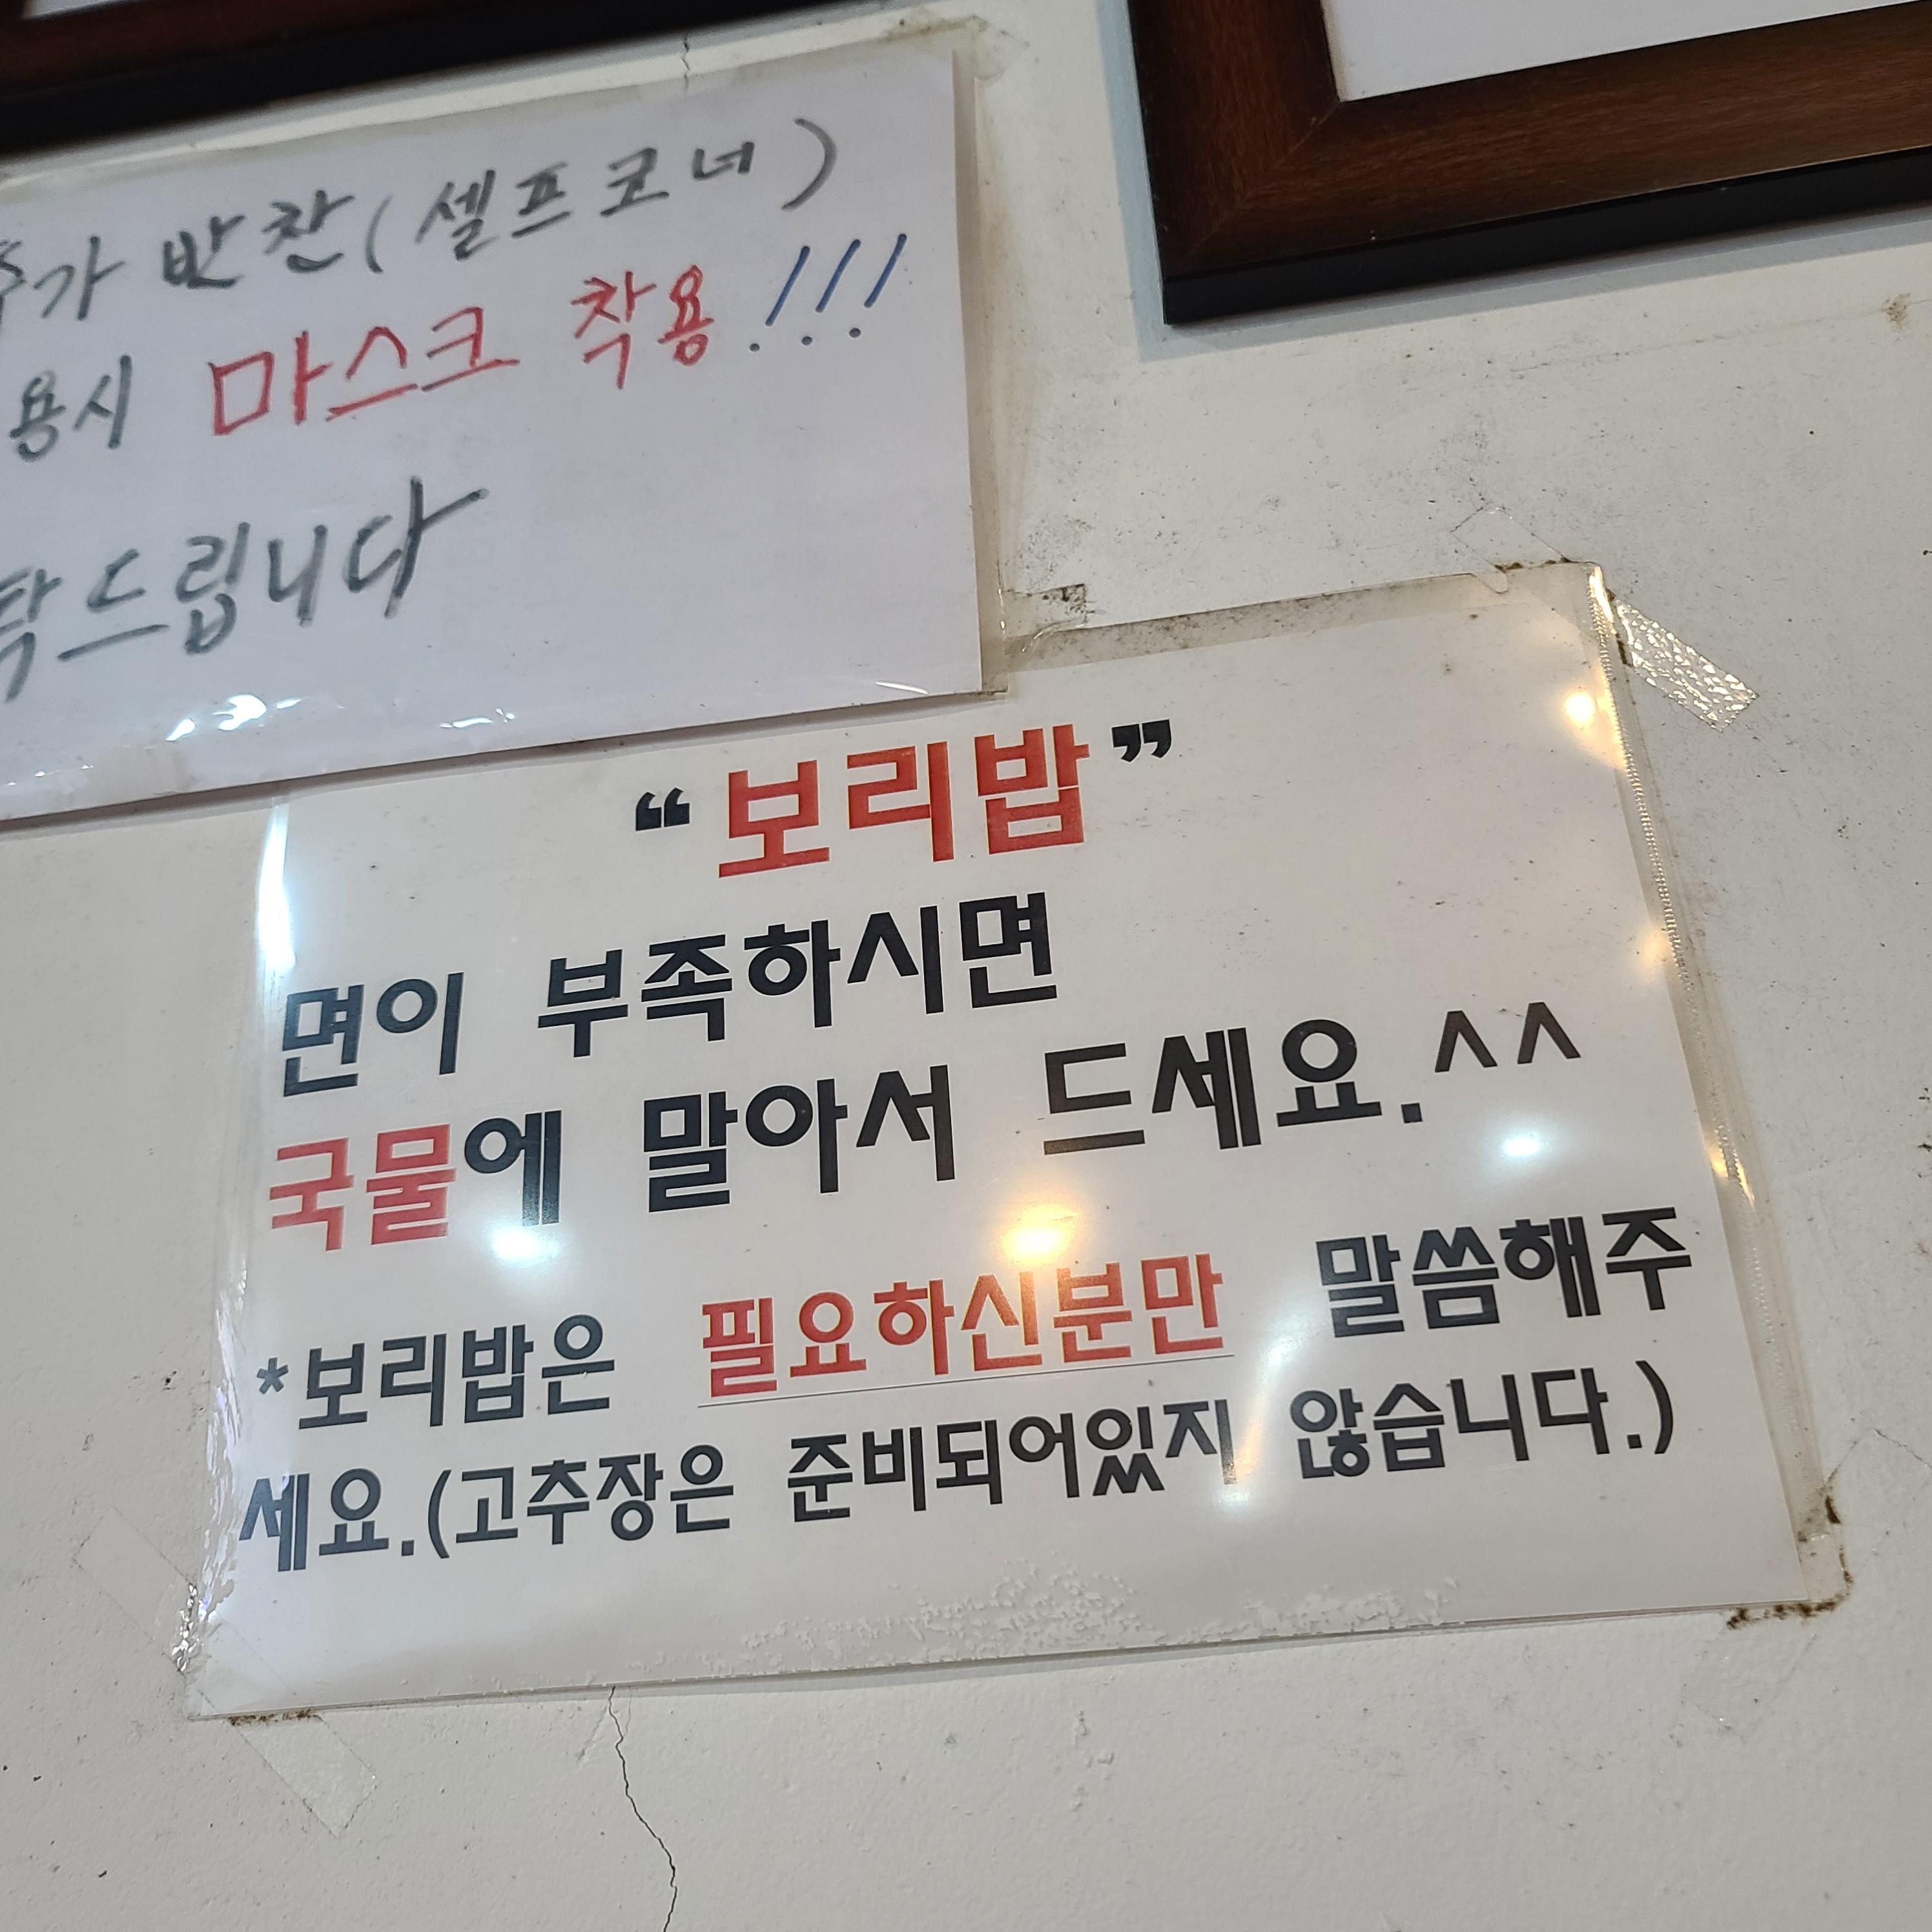 가 반찬(셀프코너)
용시 마스크 착용!!!
탁드립니다
“보리밥”
면이 부족하시면
국물에 말아서 드세요.^^
*보리밥은 필요하신분만 말씀해주
세요.(고추장은 준비되어있지 않습니다.)